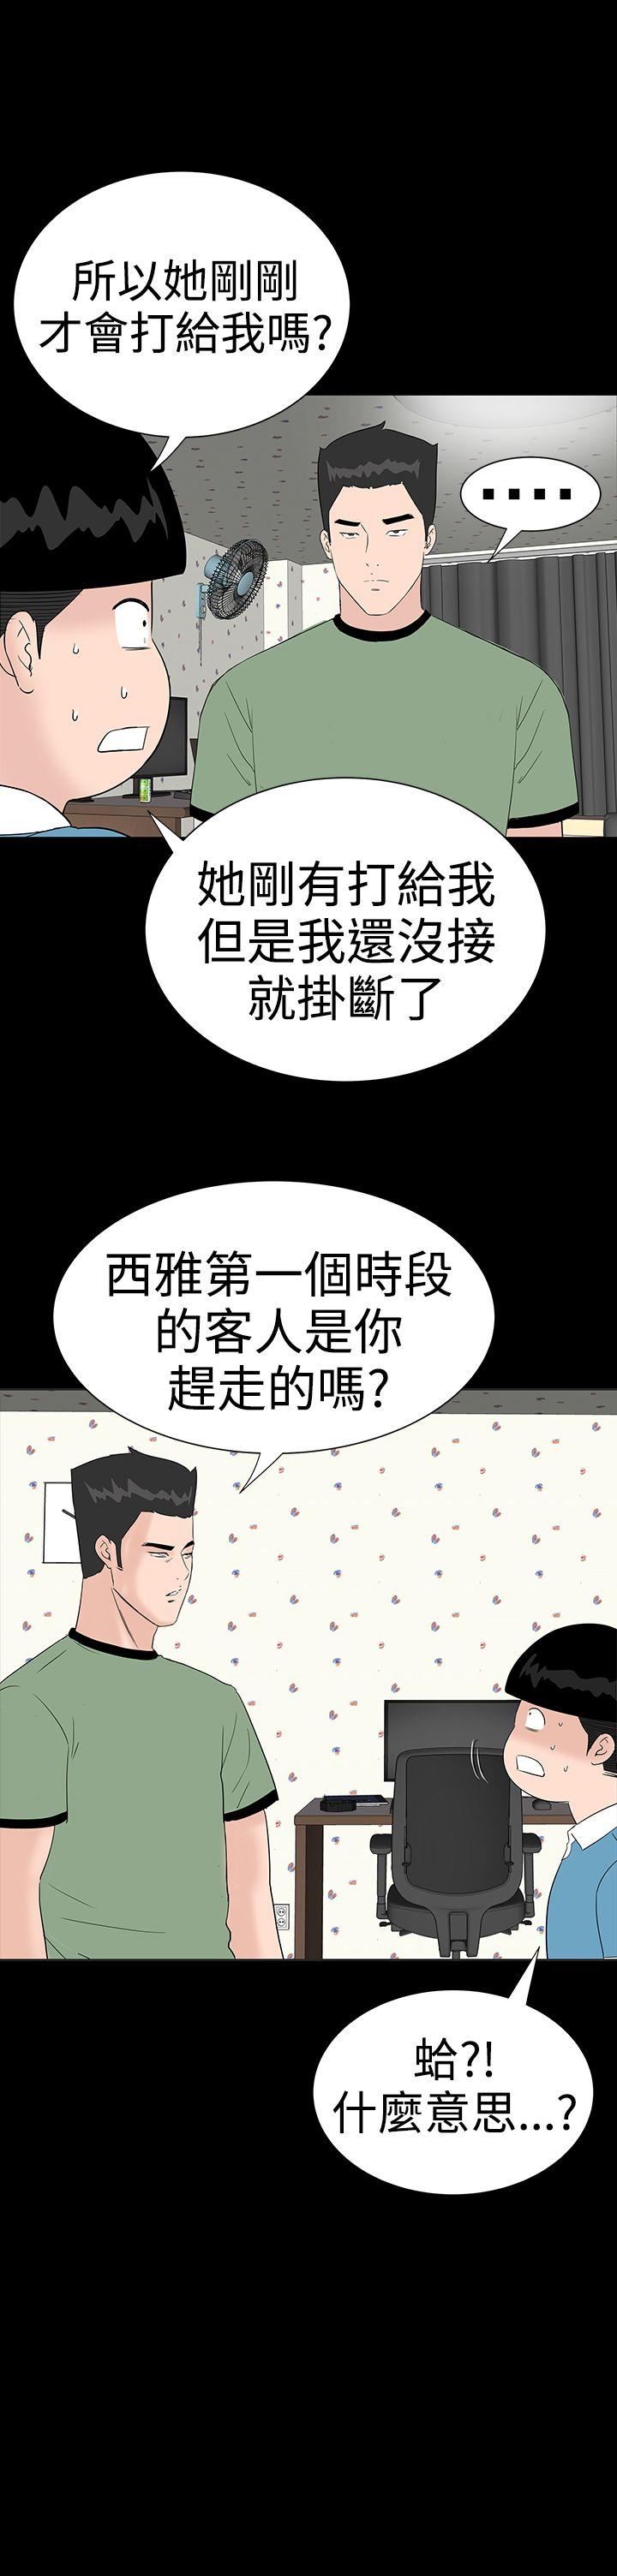 所以她剛剛
才會打給我嗎?
....
她剛有打給我
但是我還沒接
就掛斷了
西雅第一個時段
的客人是你
趕走的嗎?
蛤?!
什麼意思...?